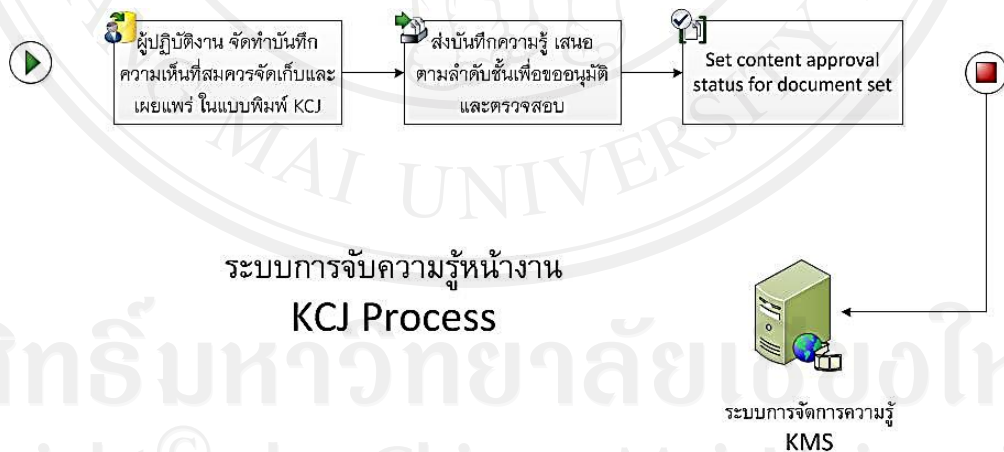 ผู้ปฏิบัติงาน จัดทำบันทึก
ความเห็นที่สมควรจัดเก็บและ
เผยแพร่ ในแบบพิมพ์ KCJ
ส่งบันทึกความรู้ เสนอ
ตามลำดับชั้นเพื่อขออนุมัติ
และตรวจสอบ
Set content approval
status for document set
MAI UNIVERSITY
ระบบการจับความรู้หน้างาน
KCJ Process
ระบบการจัดการความรู้
KMS